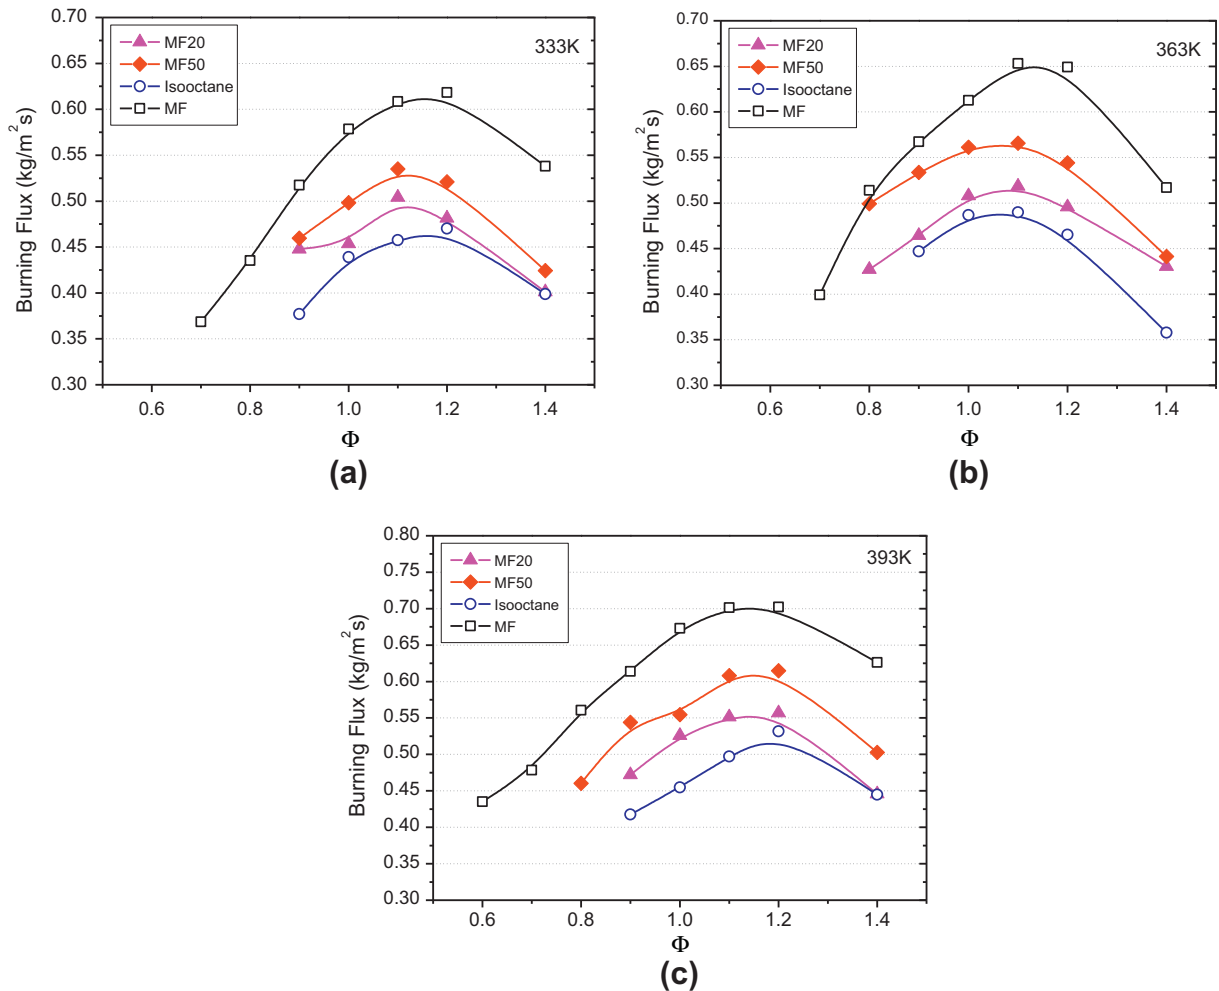 0.70
0.65
0.60
0.55
0.50
0.45
0.40
0.35
0.30
Burning Flux (kg/m²s)
MF20
MF50
Isooctane
MF
333K
0.6 0.8 1.0 1.2 1.4
Φ
(a)
0.70
0.65
0.60
0.55
0.50
0.45
0.40
0.35
0.30
Burning Flux (kg/m²s)
MF20
MF50
Isooctane
MF
363K
0.6 0.8 1.0 1.2 1.4
Φ
(b)
0.80
0.75
0.70
0.65
0.60
0.55
0.50
0.45
0.40
0.35
0.30
Burning Flux (kg/m²s)
MF20
MF50
Isooctane
MF
393K
0.6 0.8 1.0 1.2 1.4
Φ
(c)